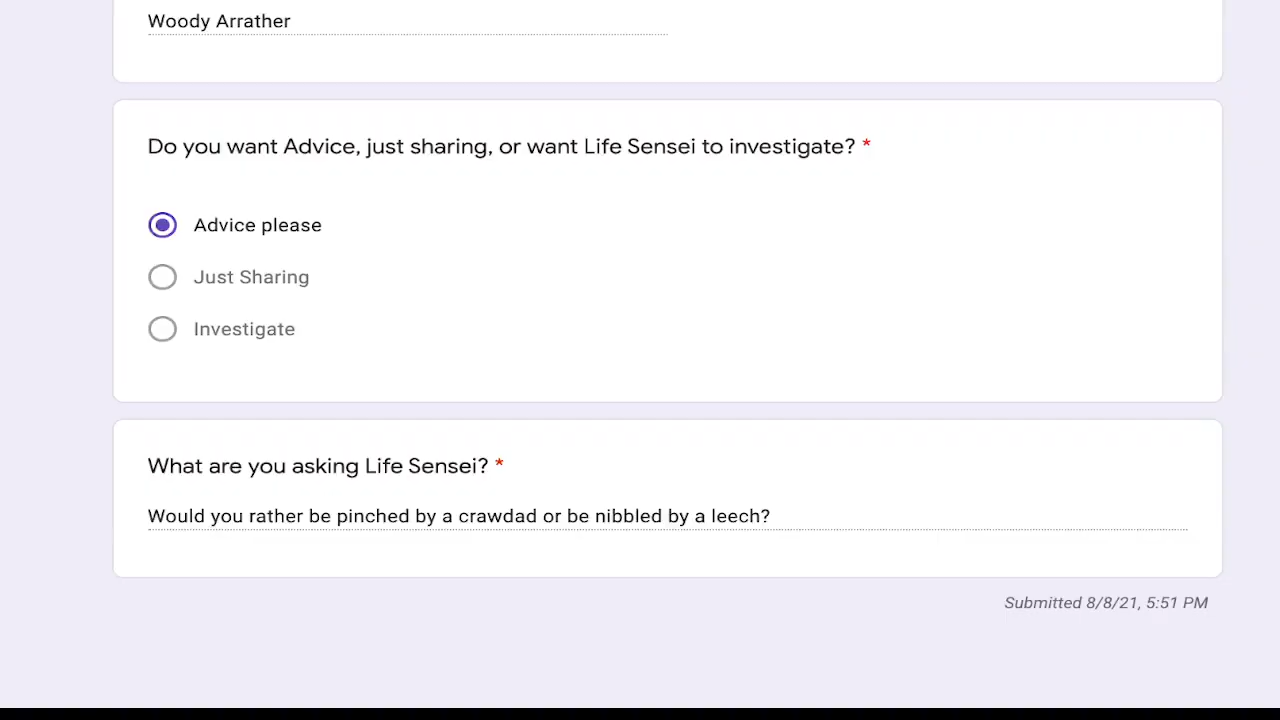 Woody Arrather
Do you want Advice, just sharing, or want Life Sensei to investigate? *
Advice please
Just Sharing
Investigate
What are you asking Life Sensei? *
Would you rather be pinched by a crawdad or be nibbled by a leech?
Submitted 8/8/21, 5:51 PM